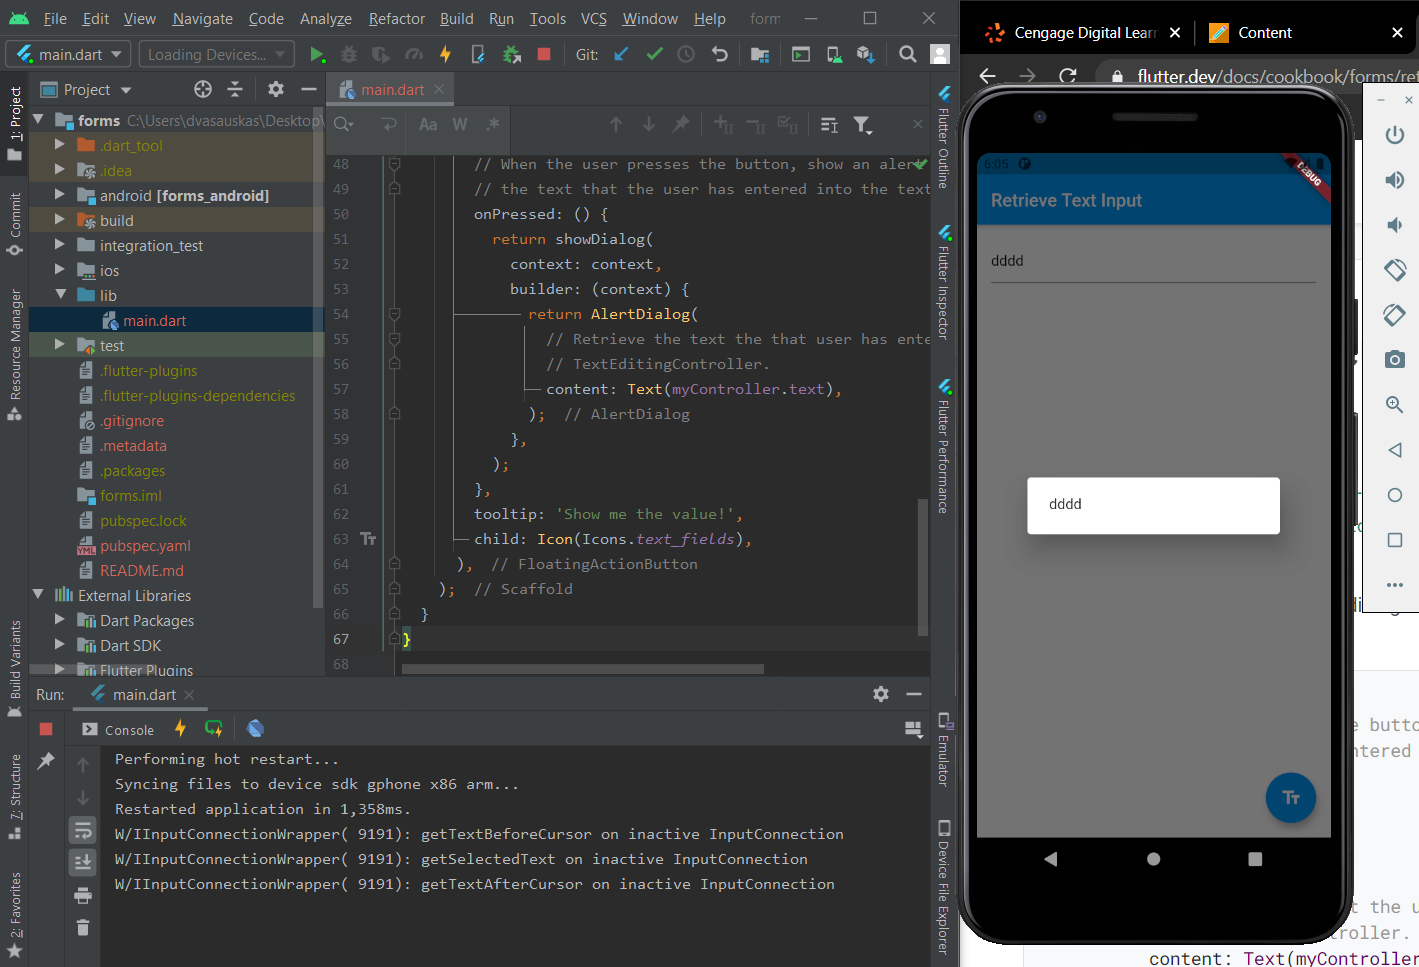 File Edit View Navigate Code Analyze Refactor Build Run Tools VCS Window Help form
main.dart Loading Devices... Git:
Project
main.dart
1: Project
Commit
Resource Manager
Build Variants
7: Structure
2: Favorites
forms C:\Users\dvasauskas\Desktop\
.dart_tool
.idea
android [forms_android]
build
integration_test
ios
lib
main.dart
test
.flutter-plugins
.flutter-plugins-dependencies
.gitignore
.metadata
.packages
forms.iml
pubspec.lock
pubspec.yaml
README.md
External Libraries
Dart Packages
Dart SDK
Flutter Plugins
Aa W .*
48 // When the user presses the button, show an alert
49 // the text that the user has entered into the text
50 onPressed: () {
51 return showDialog(
52 context: context,
53 builder: (context) {
54 return AlertDialog(
55 // Retrieve the text the that user has ente
56 // TextEditingController.
57 content: Text(myController.text),
58 ); // AlertDialog
59 },
60 );
61 },
62 tooltip: 'Show me the value!',
63 child: Icon(Icons.text_fields),
64 ), // FloatingActionButton
65 ); // Scaffold
66 }
67 }
68
Flutter Outline
Flutter Inspector
Flutter Performance
Emulator
Device File Explorer
Run: main.dart
Console
Performing hot restart...
Syncing files to device sdk gphone x86 arm...
Restarted application in 1,358ms.
W/IInputConnectionWrapper( 9191): getTextBeforeCursor on inactive InputConnection
W/IInputConnectionWrapper( 9191): getSelectedText on inactive InputConnection
W/IInputConnectionWrapper( 9191): getTextAfterCursor on inactive InputConnection
Cengage Digital Lear
Content
flutter.dev/docs/cookbook/forms/ret
6:05
DEBUG
Retrieve Text Input
dddd
dddd
e butto
ntered
t the u
troller.
content: Text(myController